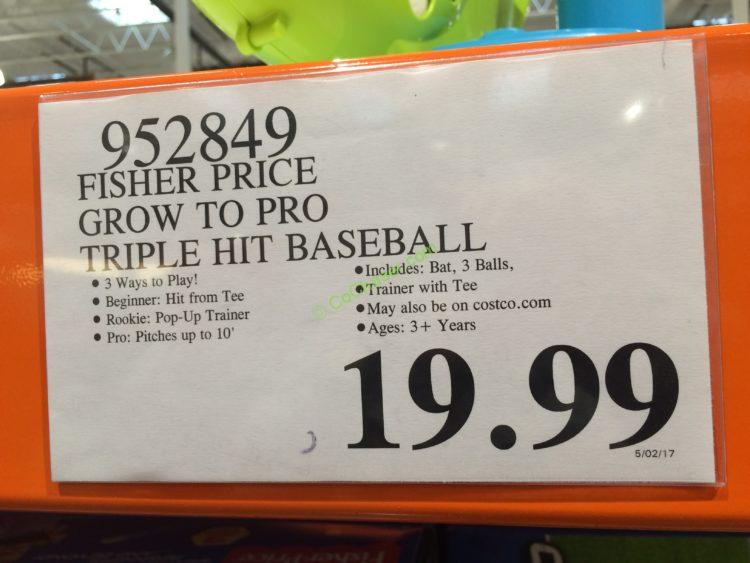 952849
FISHER PRICE
GROW TO PRO
TRIPLE HIT BASEBALL
• 3 Ways to Play!
• Beginner: Hit from Tee
• Rookie: Pop-Up Trainer
• Pro: Pitches up to 10'
• Includes: Bat, 3 Balls,
• Trainer with Tee
• May also be on costco.com
• Ages: 3+ Years
19.99
5/02/17
Fisher-Price